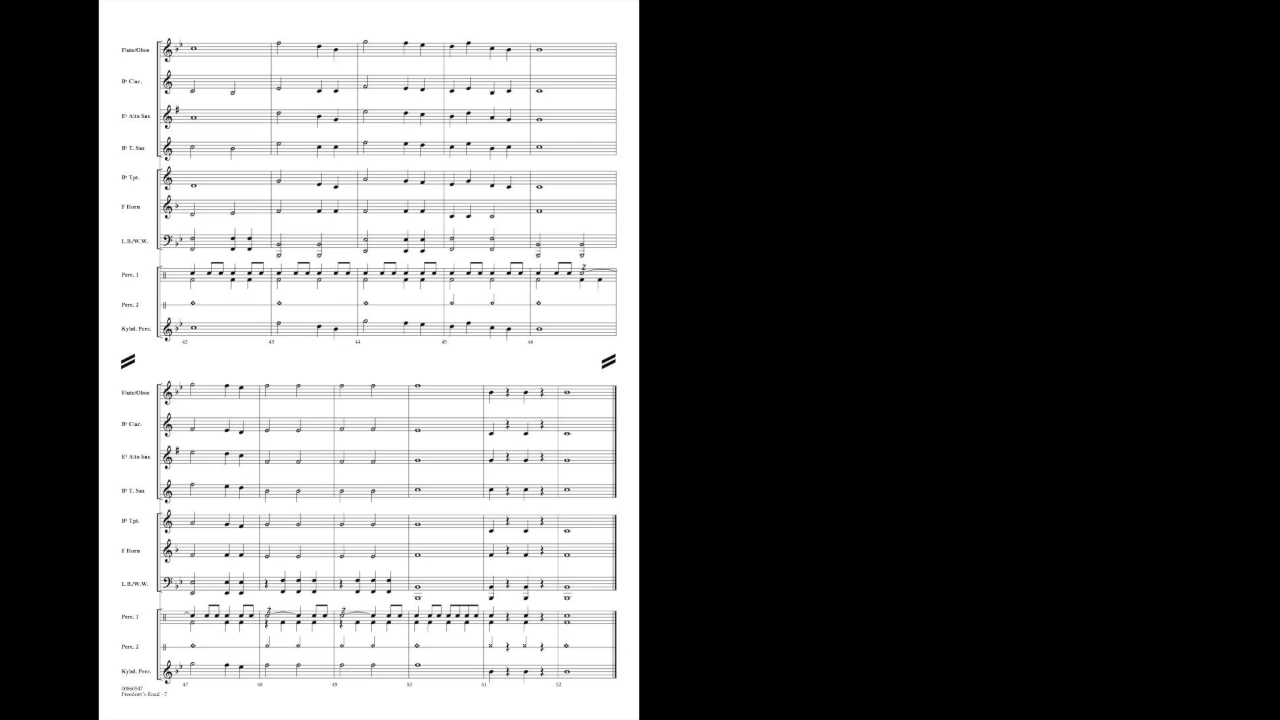 Flute/Oboe
B♭ Clar.
E♭ Alto Sax
B♭ T. Sax
B♭ Tpt.
F Horn
L.B./W.W.
Perc. 1
Perc. 2
Kybd. Perc.
42 43 44 45 46
Flute/Oboe
B♭ Clar.
E♭ Alto Sax
B♭ T. Sax
B♭ Tpt.
F Horn
L.B./W.W.
Perc. 1
Perc. 2
Kybd. Perc.
47 48 49 50 51 52
Freedom's Road - 7